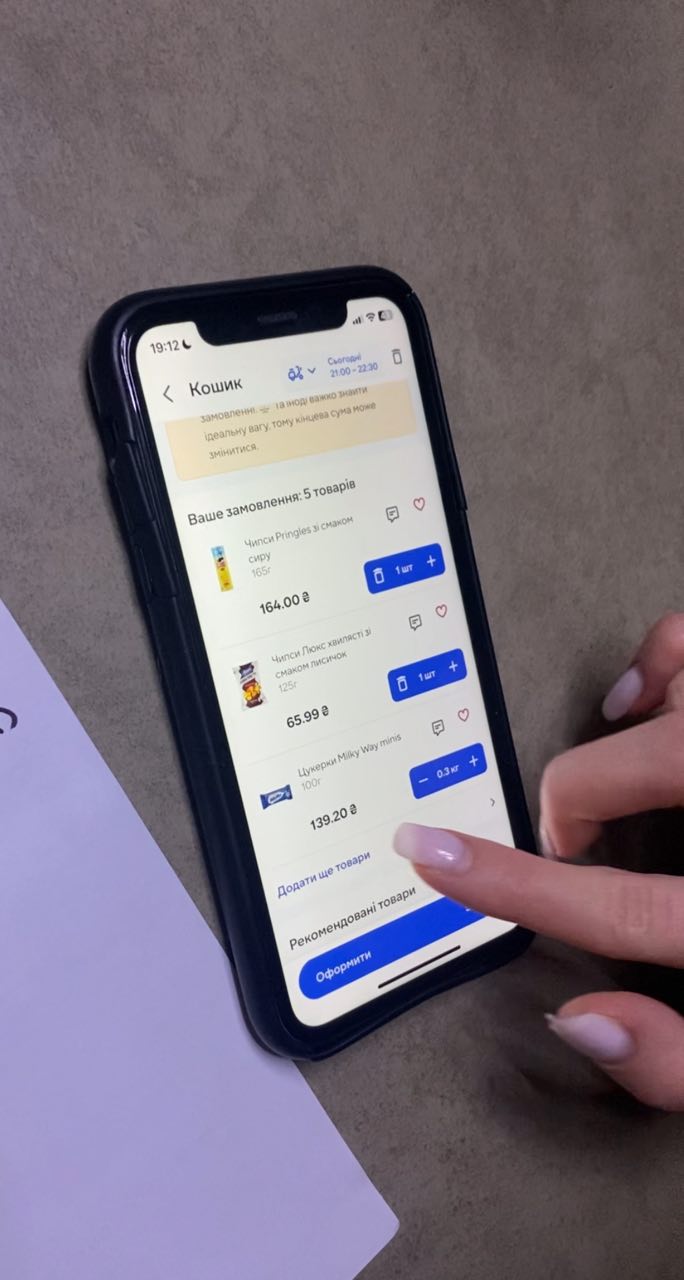 19:12
Кошик
Сьогодні
21:00 - 22:30
замовленні. Та іноді важко знайти
ідеальну вагу, тому кінцева сума може
змінитися.
Ваше замовлення: 5 товарів
Чипси Pringles зі смаком
сиру
165г
164.00 ₴
1 шт
Чипси Люкс хвилясті зі
смаком лисичок
125г
65.99 ₴
1 шт
Цукерки Milky Way minis
100г
139.20 ₴
0.3 кг
Додати ще товари
Рекомендовані товари
Оформити